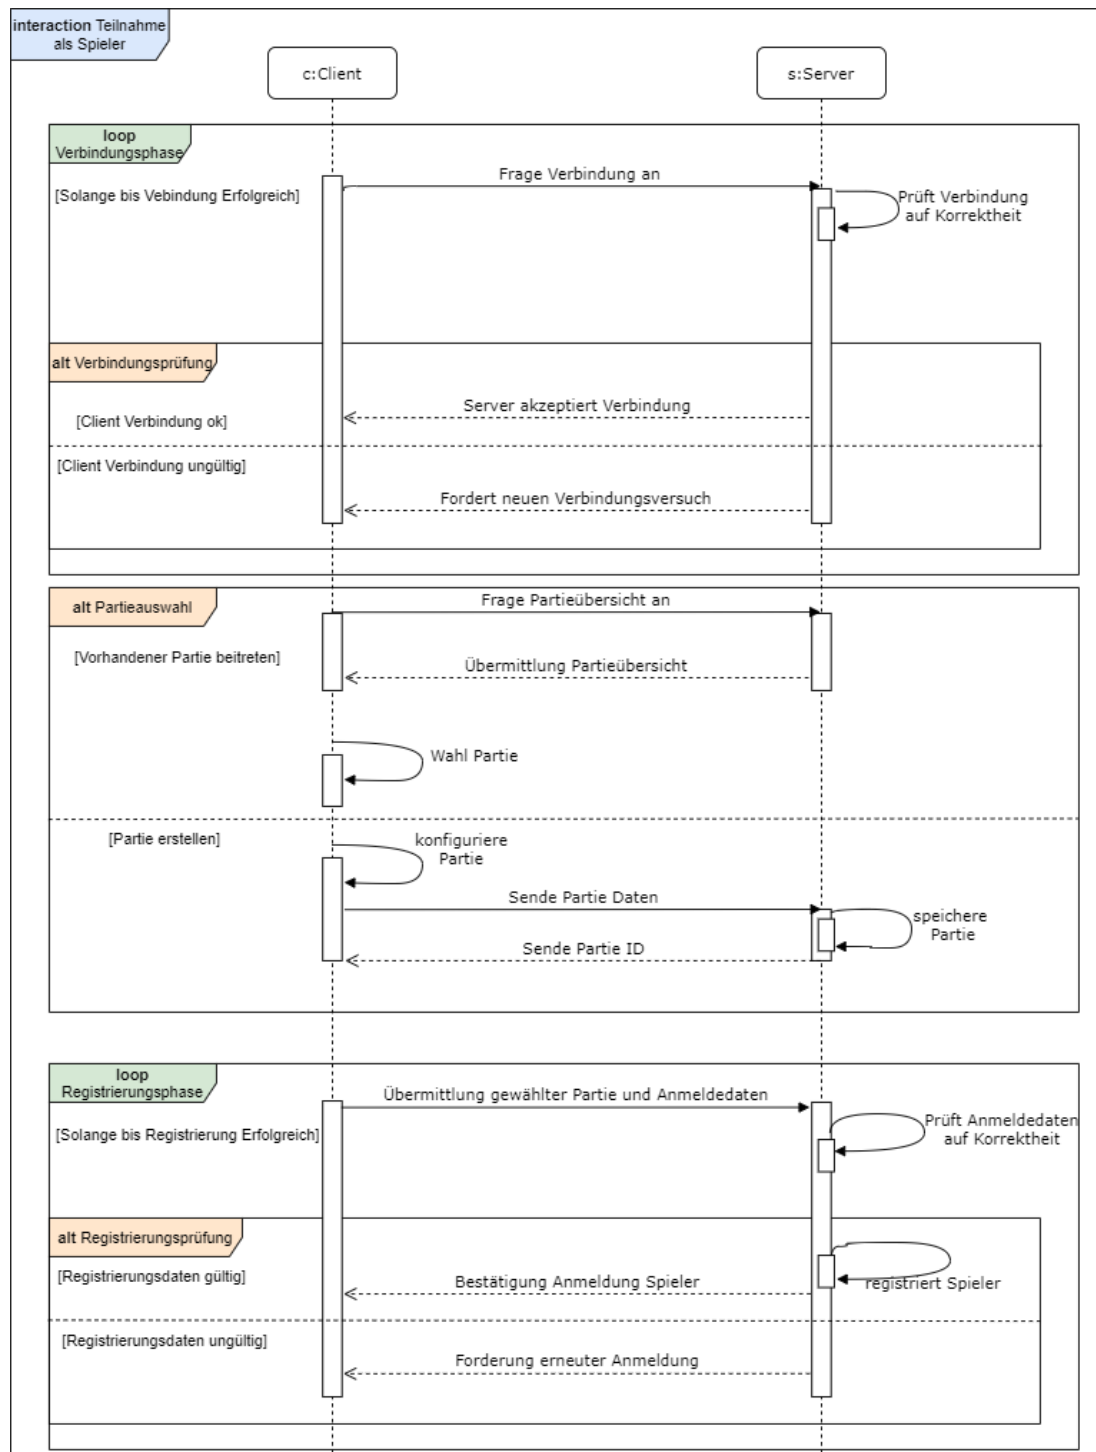 interaction Teilnahme
als Spieler
c:Client
s:Server
loop
Verbindungsphase
[Solange bis Vebindung Erfolgreich]
Frage Verbindung an
Prüft Verbindung
auf Korrektheit
alt Verbindungsprüfung
Server akzeptiert Verbindung
[Client Verbindung ok]
[Client Verbindung ungültig]
Fordert neuen Verbindungsversuch
alt Partieauswahl
Frage Partieübersicht an
[Vorhandener Partie beitreten]
Übermittlung Partieübersicht
Wahl Partie
[Partie erstellen]
konfiguriere
Partie
Sende Partie Daten
speichere
Partie
Sende Partie ID
loop
Registrierungsphase
Übermittlung gewählter Partie und Anmeldedaten
[Solange bis Registrierung Erfolgreich]
Prüft Anmeldedaten
auf Korrektheit
alt Registrierungsprüfung
[Registrierungsdaten gültig]
Bestätigung Anmeldung Spieler
registriert Spieler
[Registrierungsdaten ungültig]
Forderung erneuter Anmeldung